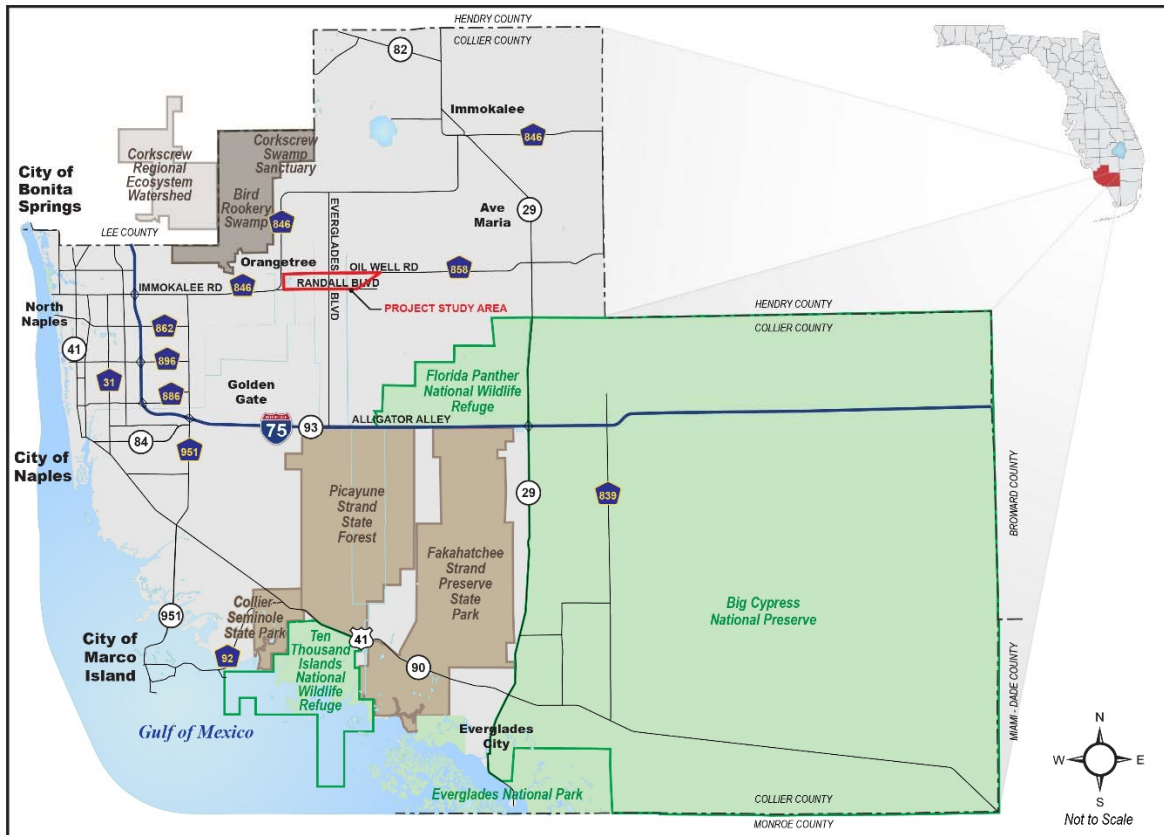 HENDRY COUNTY
COLLIER COUNTY
82
Immokalee
846
Corkscrew
Regional
Ecosystem
Watershed
Corkscrew
Swamp
Sanctuary
Bird
Rookery
Swamp
City of
Bonita
Springs
LEE COUNTY
846
EVERGLADES BLVD
Ave
Maria
29
Orangetree
OIL WELL RD
858
IMMOKALEE RD
846
RANDALL BLVD
PROJECT STUDY AREA
North
Naples
862
41
896
31
886
HENDRY COUNTY
COLLIER COUNTY
Golden
Gate
Florida Panther
National Wildlife
Refuge
INTERSTATE
75
93
ALLIGATOR ALLEY
84
951
City of
Naples
Picayune
Strand
State
Forest
29
839
BROWARD COUNTY
Fakahatchee
Strand
Preserve
State
Park
Big Cypress
National Preserve
951
Collier-
Seminole
State Park
City of
Marco
Island
92
Ten
Thousand
Islands
National
Wildlife
Refuge
41
90
MIAMI - DADE COUNTY
Gulf of Mexico
Everglades
City
Everglades National Park
COLLIER COUNTY
MONROE COUNTY
N
W
E
S
Not to Scale